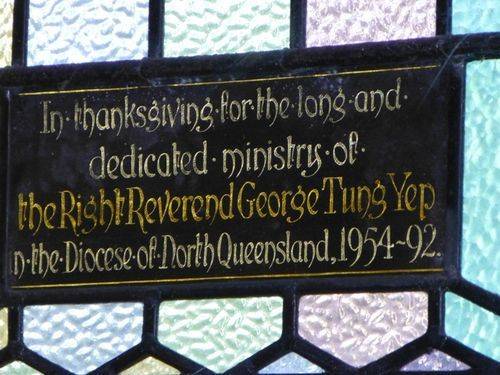 In·thanksgiving·for·the·long·and·
dedicated·ministry·of·
the Right Reverend George Tung Yep
n·the·Diocese·of·North Queensland, 1954~92.